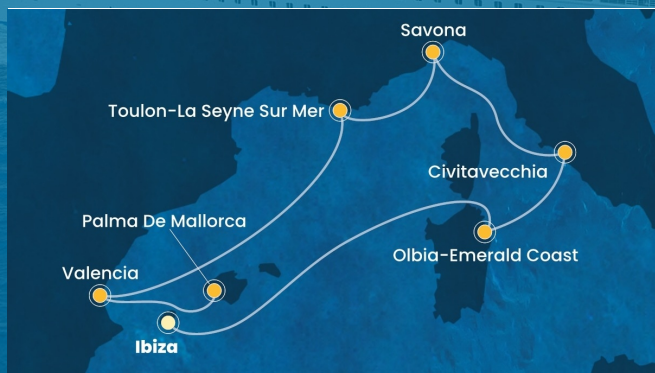 Savona
Toulon-La Seyne Sur Mer
Civitavecchia
Palma De Mallorca
Olbia-Emerald Coast
Valencia
Ibiza